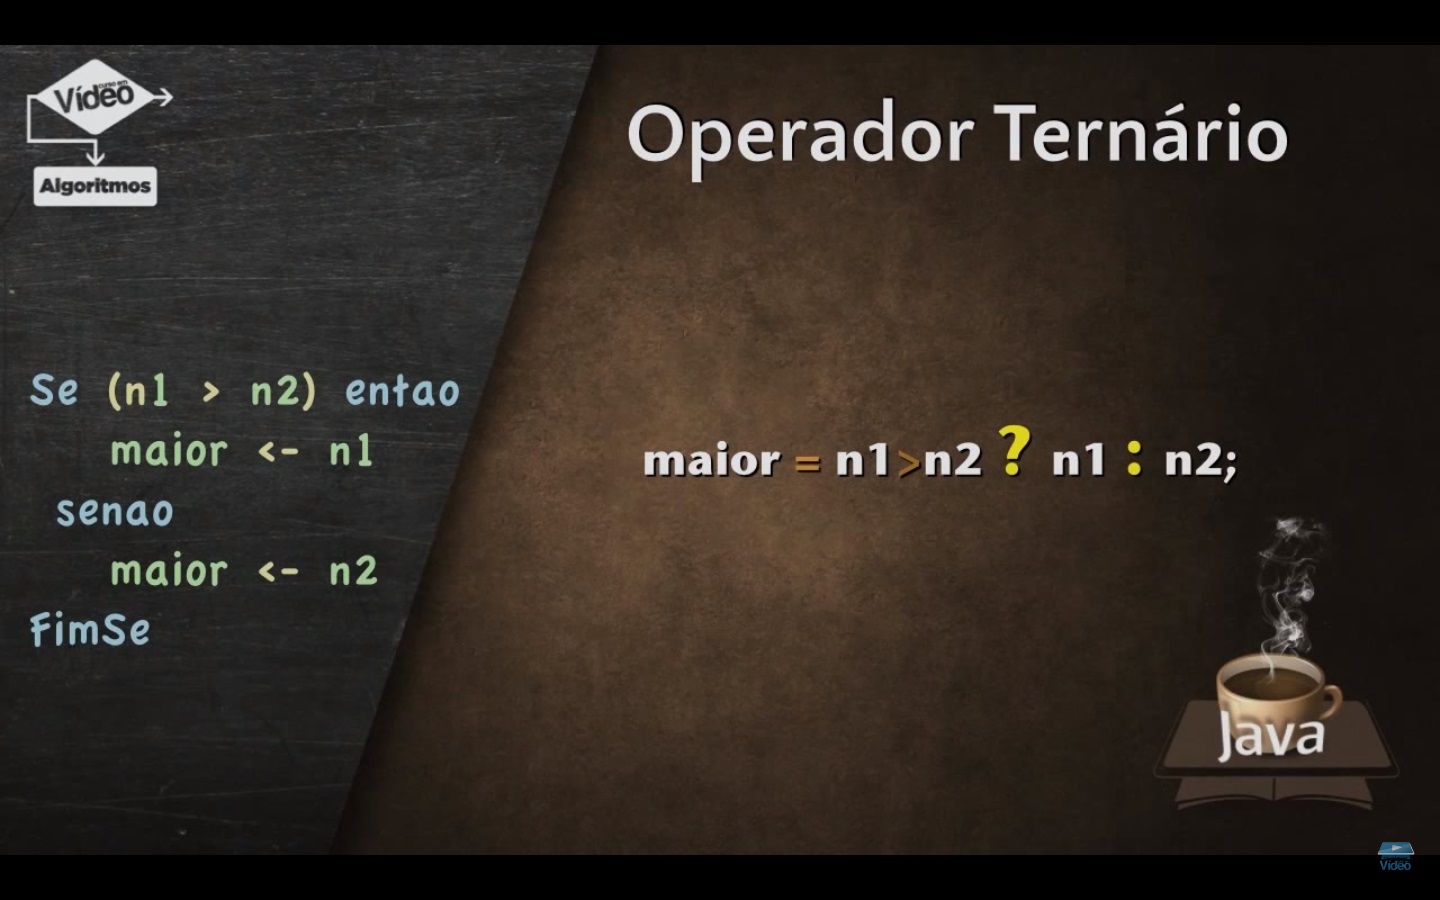 curso em
Vídeo
Algoritmos
Operador Ternário
Se (n1 > n2) entao
maior <- n1
senao
maior <- n2
FimSe
maior = n1>n2 ? n1 : n2;
Java
Vídeo